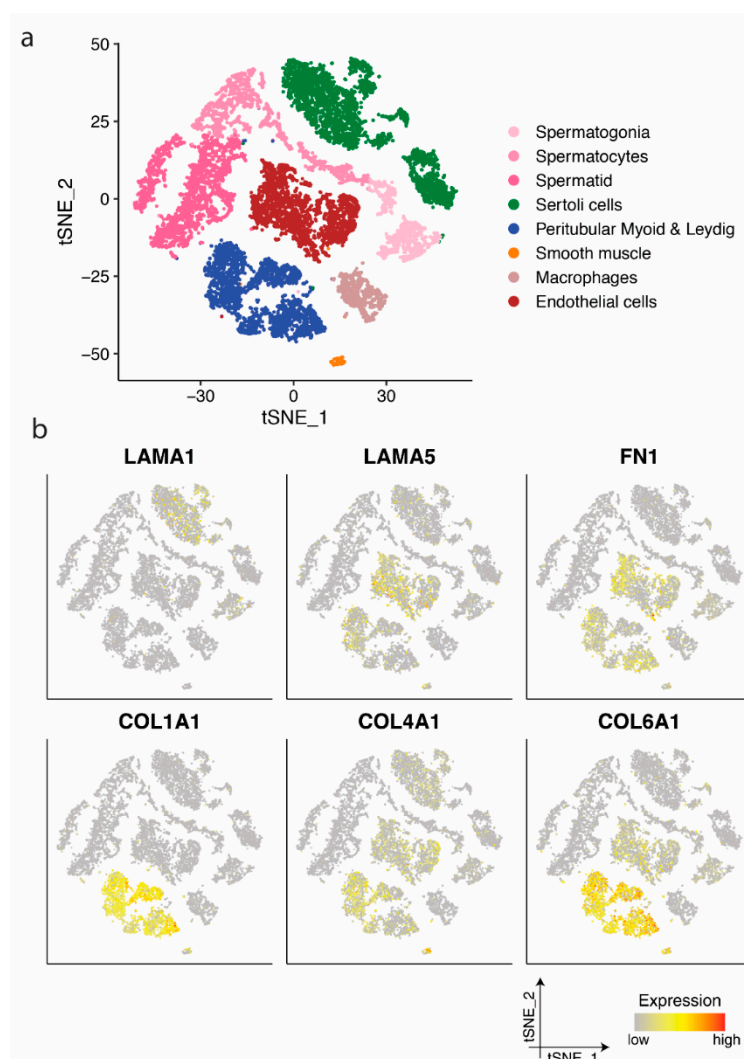 a
50
25
0
−25
−50
tSNE_2
−30
0
30
tSNE_1
Spermatogonia
Spermatocytes
Spermatid
Sertoli cells
Peritubular Myoid & Leydig
Smooth muscle
Macrophages
Endothelial cells
b
LAMA1 LAMA5 FN1
COL1A1 COL4A1 COL6A1
tSNE_2
tSNE_1
Expression
low high